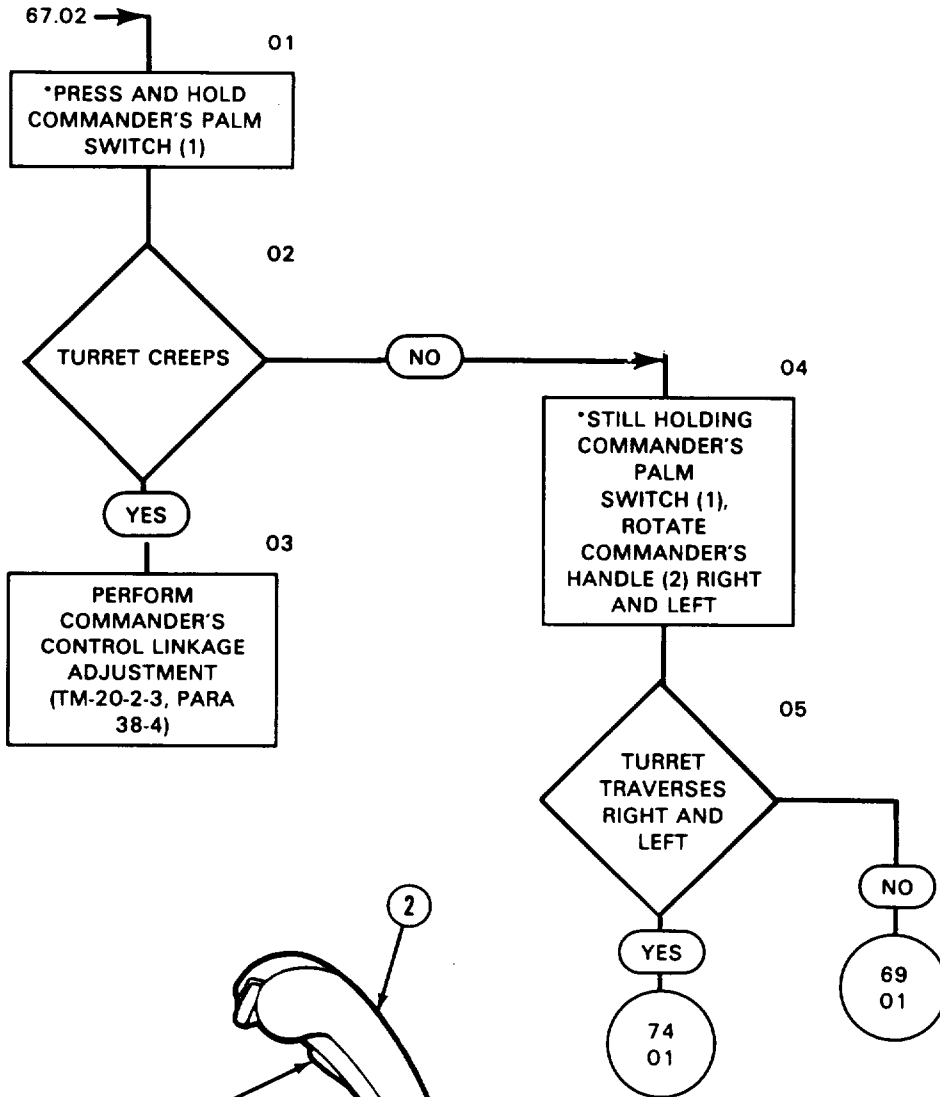 67.02
01
*PRESS AND HOLD
COMMANDER'S PALM
SWITCH (1)
02
TURRET CREEPS
NO
YES
03
PERFORM
COMMANDER'S
CONTROL LINKAGE
ADJUSTMENT
(TM-20-2-3, PARA
38-4)
04
*STILL HOLDING
COMMANDER'S
PALM
SWITCH (1),
ROTATE
COMMANDER'S
HANDLE (2) RIGHT
AND LEFT
05
TURRET
TRAVERSES
RIGHT AND
LEFT
NO
69
01
YES
74
01
2